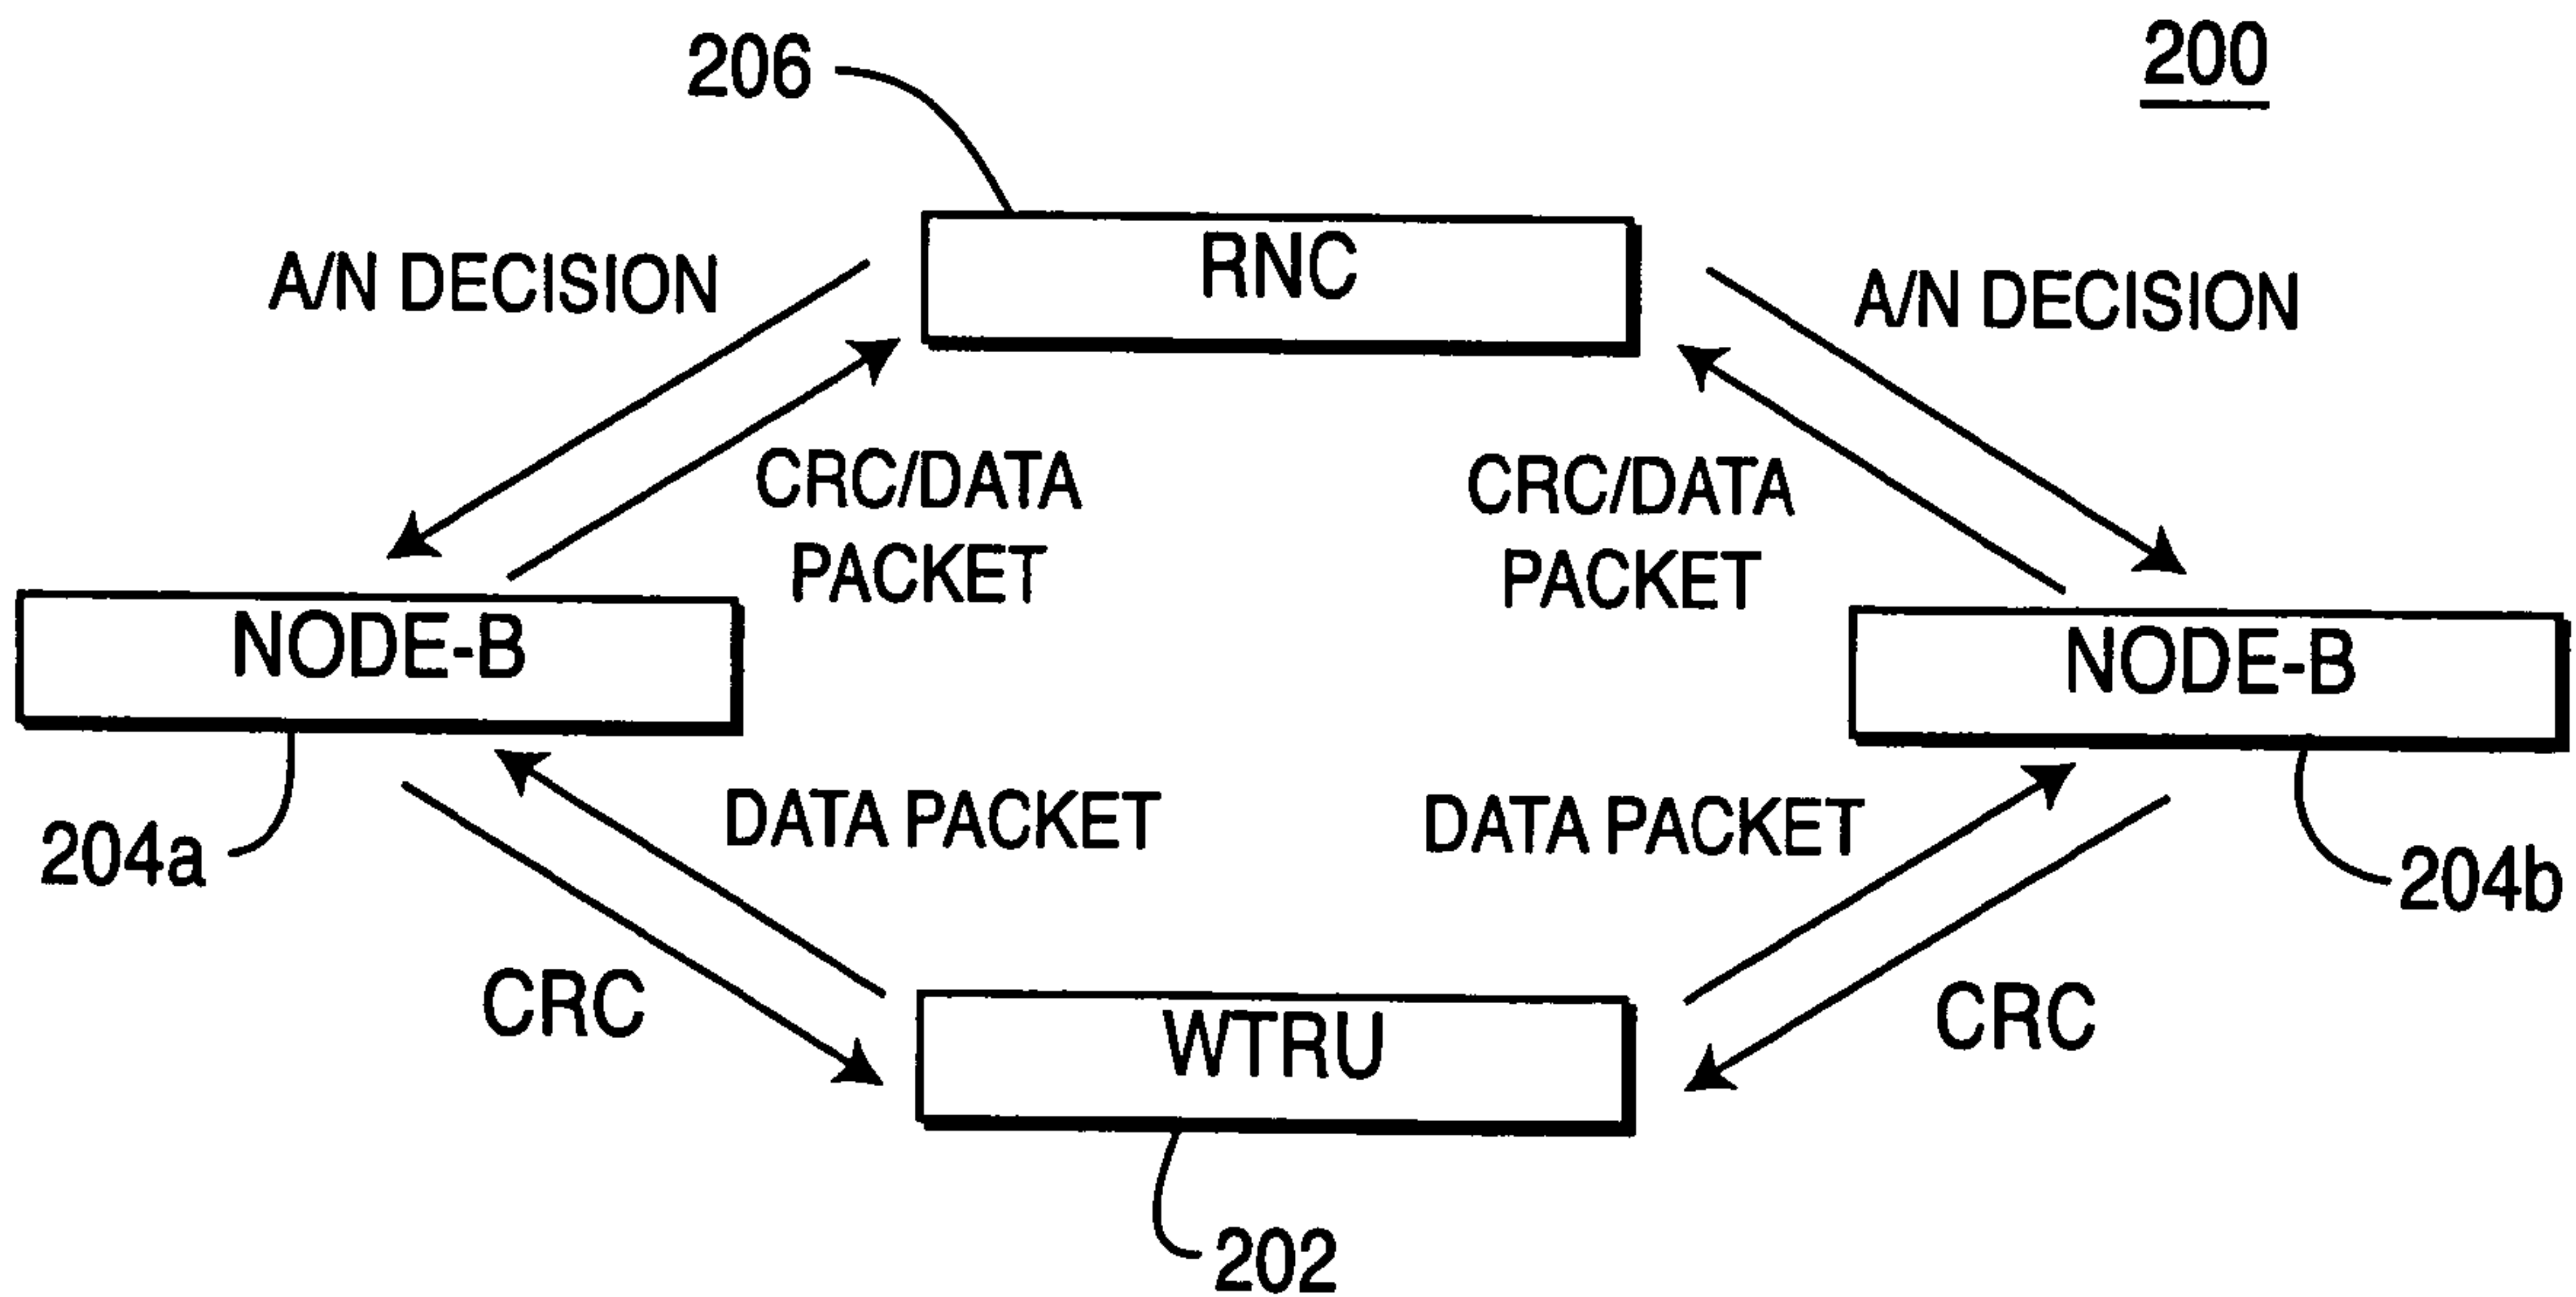 200
206
RNC
A/N DECISION
A/N DECISION
CRC/DATA
PACKET
CRC/DATA
PACKET
NODE-B
NODE-B
204a
DATA PACKET
DATA PACKET
204b
CRC
CRC
WTRU
202